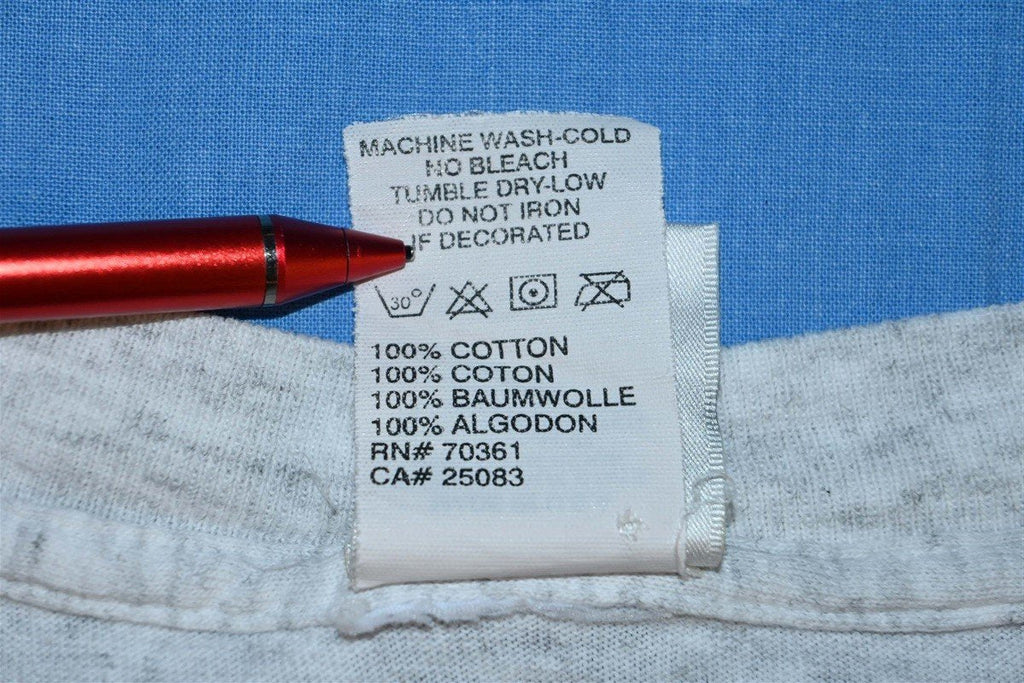 MACHINE WASH-COLD
NO BLEACH
TUMBLE DRY-LOW
DO NOT IRON
IF DECORATED
30°
100% COTTON
100% COTON
100% BAUMWOLLE
100% ALGODON
RN# 70361
CA# 25083